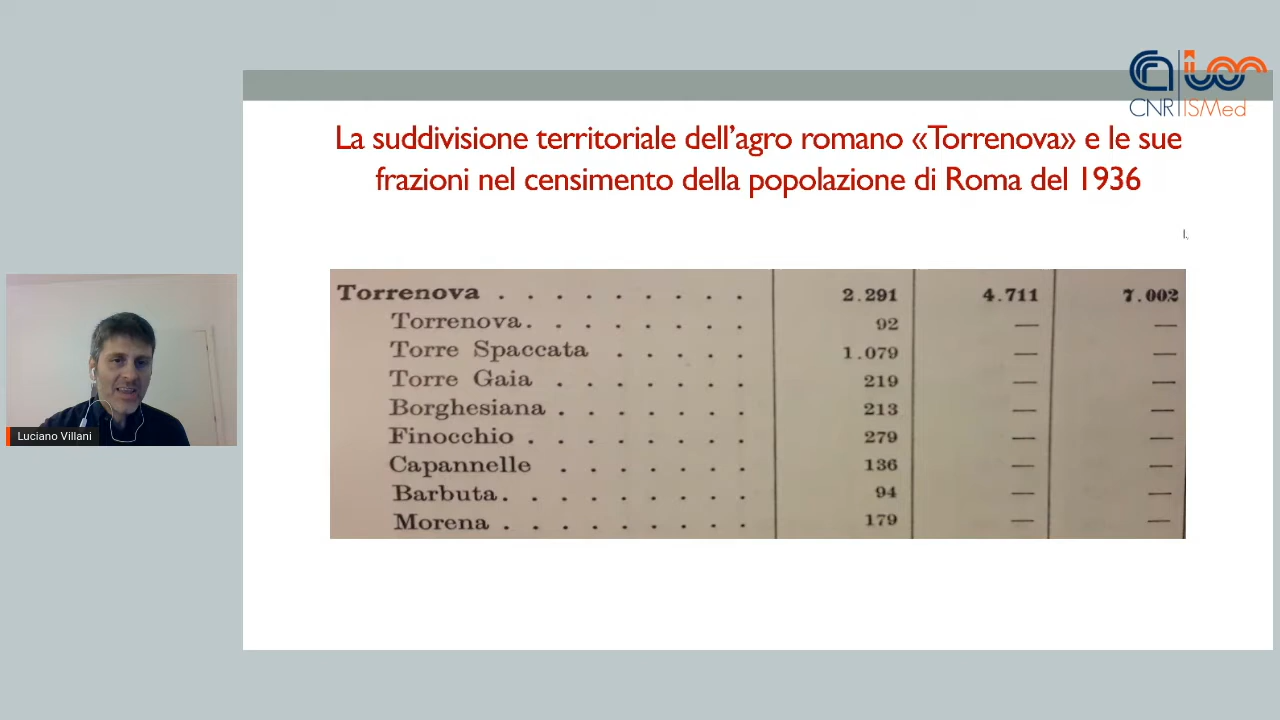 CNR ISMed
La suddivisione territoriale dell'agro romano «Torrenova» e le sue
frazioni nel censimento della popolazione di Roma del 1936
I.
Torrenova . . . . . . . . . 2.291 4.711 7.002
Torrenova . . . . . . . . 92 — —
Torre Spaccata . . . . . 1.079 — —
Torre Gaia . . . . . . . 219 — —
Borghesiana . . . . . . . 213 — —
Finocchio . . . . . . . . 279 — —
Capannelle . . . . . . . 136 — —
Barbuta . . . . . . . . . 94 — —
Morena . . . . . . . . . 179 — —
Luciano Villani